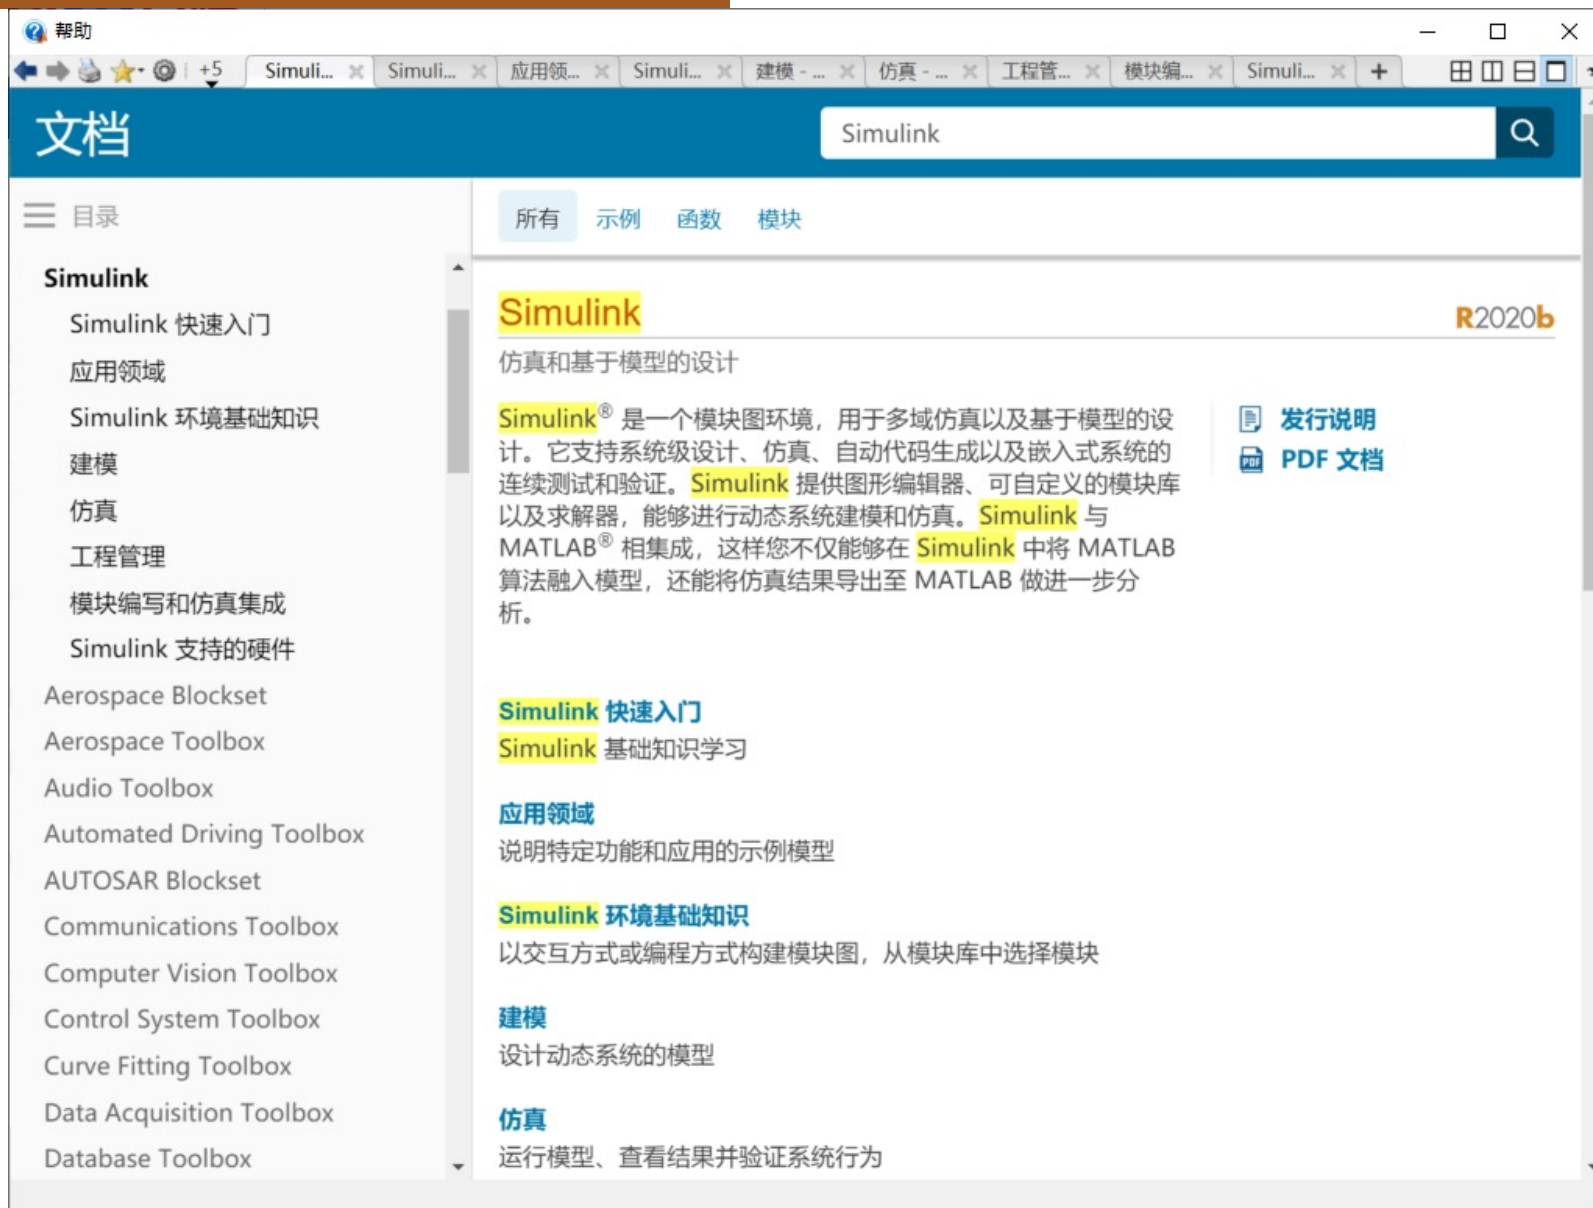 帮助
+5
Simuli...
Simuli...
应用领...
Simuli...
建模 - ...
仿真 - ...
工程管...
模块编...
Simuli...
文档
Simulink
目录
Simulink
Simulink 快速入门
应用领域
Simulink 环境基础知识
建模
仿真
工程管理
模块编写和仿真集成
Simulink 支持的硬件
Aerospace Blockset
Aerospace Toolbox
Audio Toolbox
Automated Driving Toolbox
AUTOSAR Blockset
Communications Toolbox
Computer Vision Toolbox
Control System Toolbox
Curve Fitting Toolbox
Data Acquisition Toolbox
Database Toolbox
所有 示例 函数 模块
Simulink
R2020b
仿真和基于模型的设计
Simulink® 是一个模块图环境，用于多域仿真以及基于模型的设
计。它支持系统级设计、仿真、自动代码生成以及嵌入式系统的
连续测试和验证。Simulink 提供图形编辑器、可自定义的模块库
以及求解器，能够进行动态系统建模和仿真。Simulink 与
MATLAB® 相集成，这样您不仅能够在 Simulink 中将 MATLAB
算法融入模型，还能将仿真结果导出至 MATLAB 做进一步分
析。
发行说明
PDF 文档
Simulink 快速入门
Simulink 基础知识学习
应用领域
说明特定功能和应用的示例模型
Simulink 环境基础知识
以交互方式或编程方式构建模块图，从模块库中选择模块
建模
设计动态系统的模型
仿真
运行模型、查看结果并验证系统行为